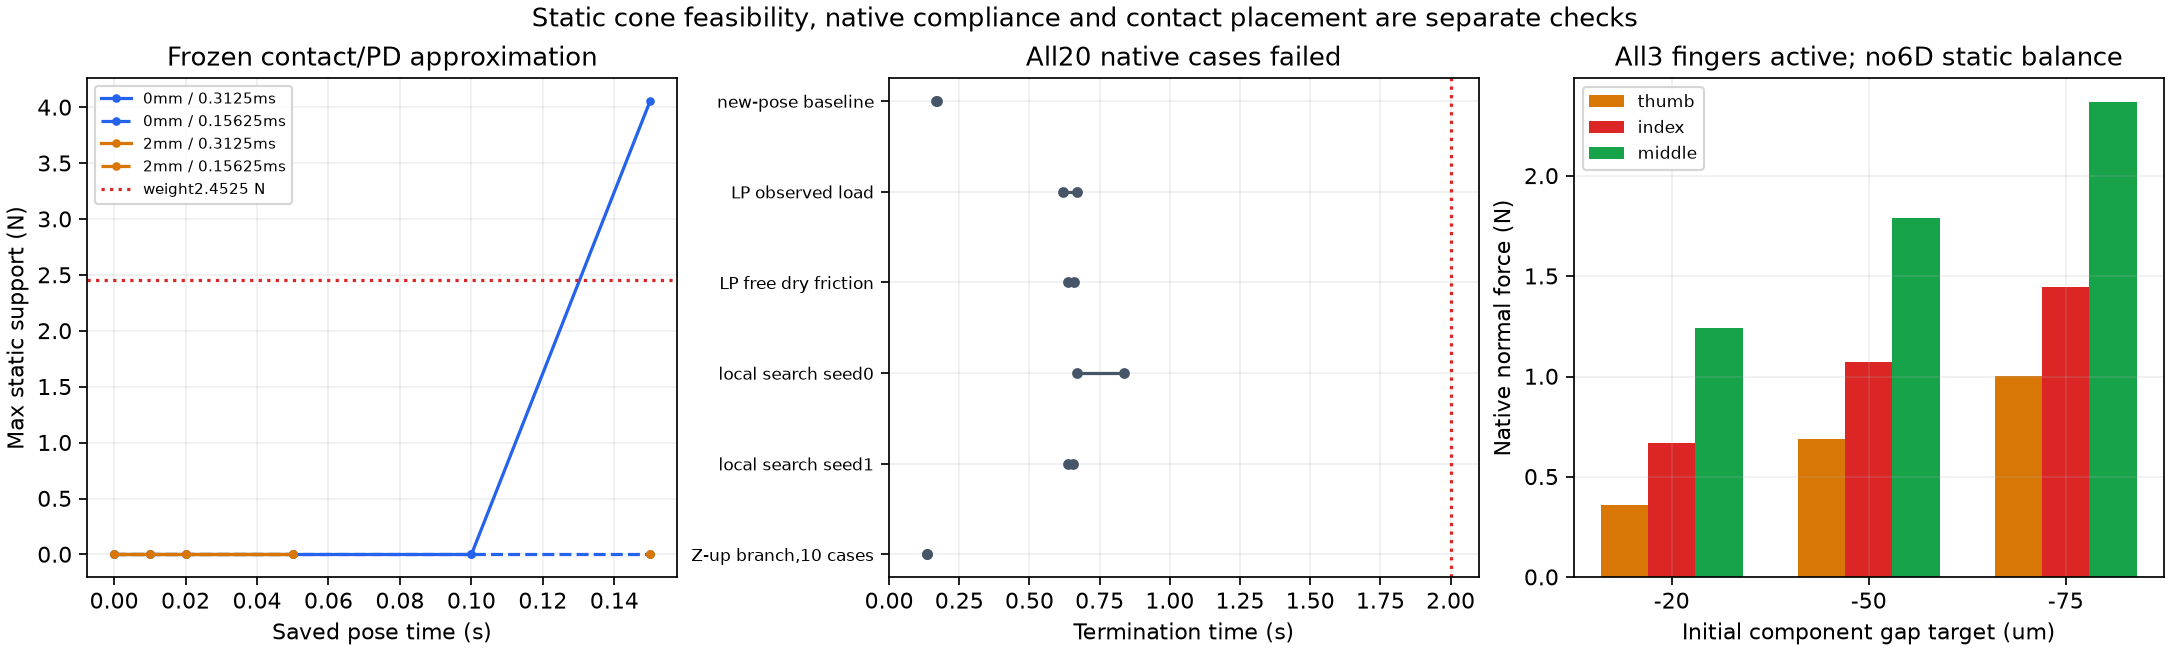 Static cone feasibility, native compliance and contact placement are separate checks
Frozen contact/PD approximation
0mm / 0.3125ms
0mm / 0.15625ms
2mm / 0.3125ms
2mm / 0.15625ms
weight2.4525 N
Max static support (N)
4.0
3.5
3.0
2.5
2.0
1.5
1.0
0.5
0.0
0.00 0.02 0.04 0.06 0.08 0.10 0.12 0.14
Saved pose time (s)
All20 native cases failed
new-pose baseline
LP observed load
LP free dry friction
local search seed0
local search seed1
Z-up branch,10 cases
0.00 0.25 0.50 0.75 1.00 1.25 1.50 1.75 2.00
Termination time (s)
All3 fingers active; no6D static balance
thumb
index
middle
Native normal force (N)
2.0
1.5
1.0
0.5
0.0
-20 -50 -75
Initial component gap target (um)